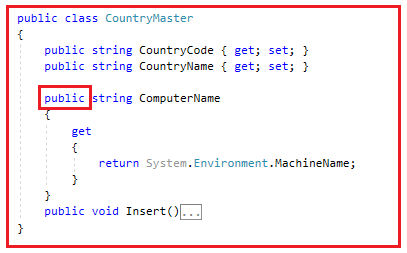 public class CountryMaster
{
    public string CountryCode { get; set; }
    public string CountryName { get; set; }

    public string ComputerName
    {
        get
        {
            return System.Environment.MachineName;
        }
    }
    public void Insert()...
}